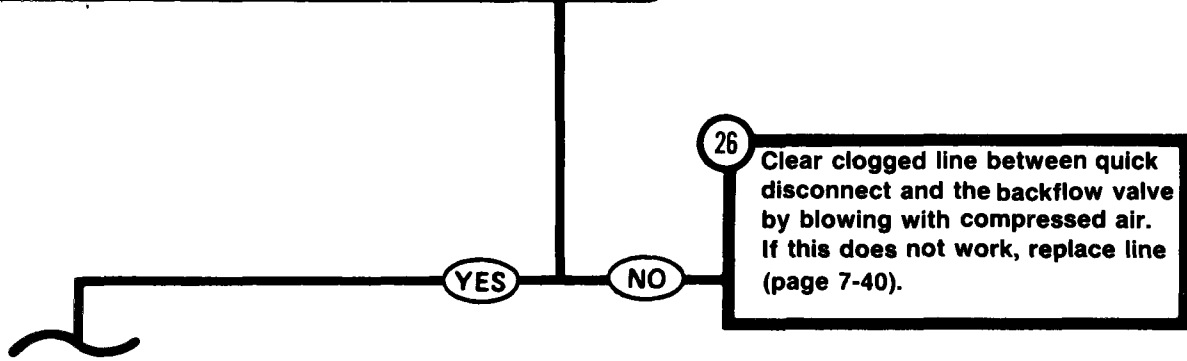 26
Clear clogged line between quick
disconnect and the backflow valve
by blowing with compressed air.
If this does not work, replace line
(page 7-40).
YES
NO